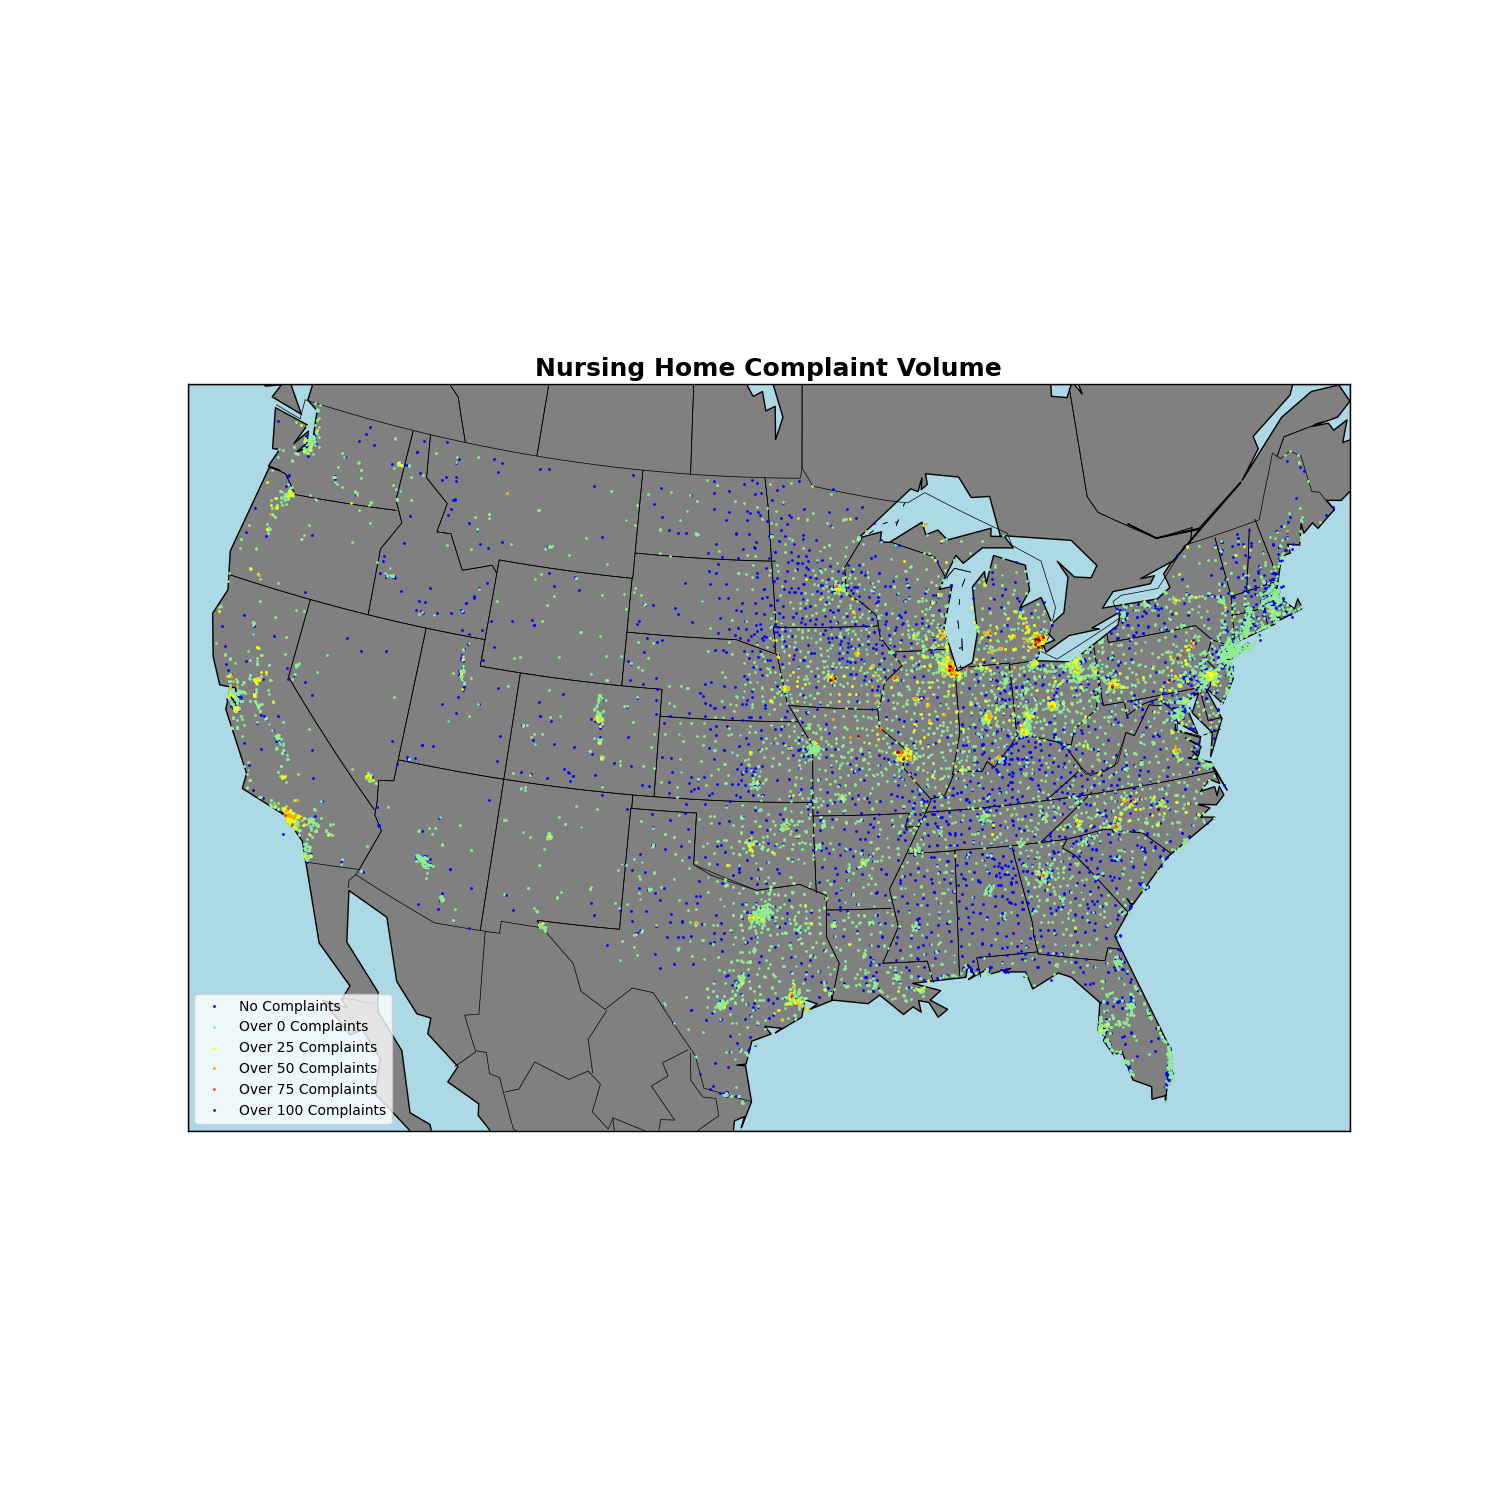 Nursing Home Complaint Volume
No Complaints
Over 0 Complaints
Over 25 Complaints
Over 50 Complaints
Over 75 Complaints
Over 100 Complaints